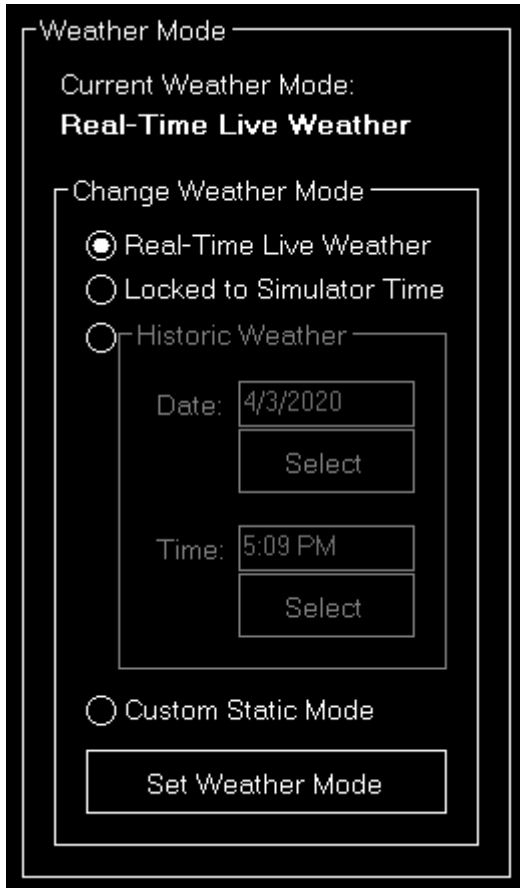 Weather Mode
Current Weather Mode:
Real-Time Live Weather
Change Weather Mode
Real-Time Live Weather
Locked to Simulator Time
Historic Weather
Date: 4/3/2020
Select
Time: 5:09 PM
Select
Custom Static Mode
Set Weather Mode